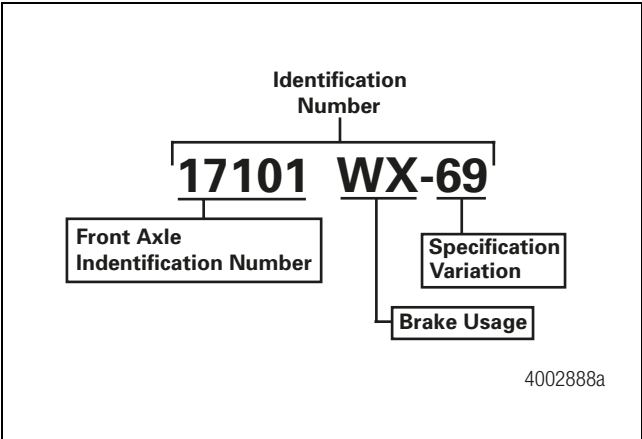 Identification
Number
17101 WX-69
Front Axle
Indentification Number
Specification
Variation
Brake Usage
4002888a